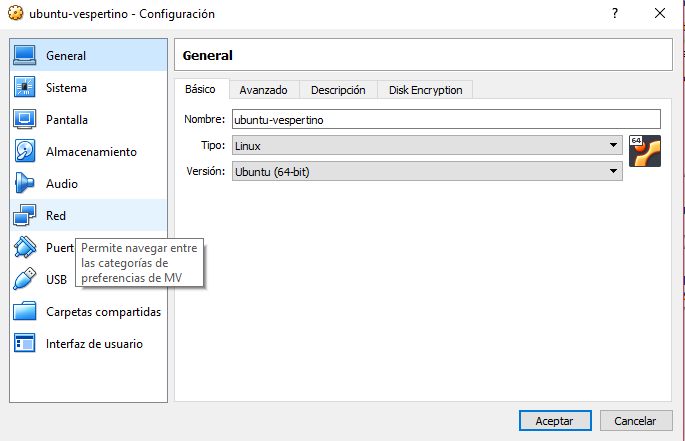 ubuntu-vespertino - Configuración
?
General
Sistema
Pantalla
Almacenamiento
Audio
Red
Puert
USB
Carpetas compartidas
Interfaz de usuario
Permite navegar entre
las categorías de
preferencias de MV
General
Básico Avanzado Descripción Disk Encryption
Nombre: ubuntu-vespertino
Tipo: Linux
64
Versión: Ubuntu (64-bit)
Aceptar Cancelar